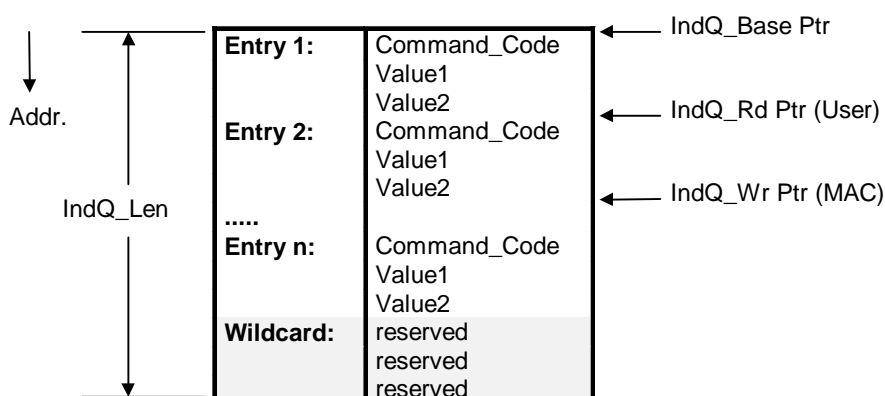 IndQ_Base Ptr
Entry 1: Command_Code
Value1
Value2
Addr.
IndQ_Rd Ptr (User)
Entry 2: Command_Code
Value1
Value2
IndQ_Wr Ptr (MAC)
IndQ_Len
.....
Entry n: Command_Code
Value1
Value2
Wildcard: reserved
reserved
reserved